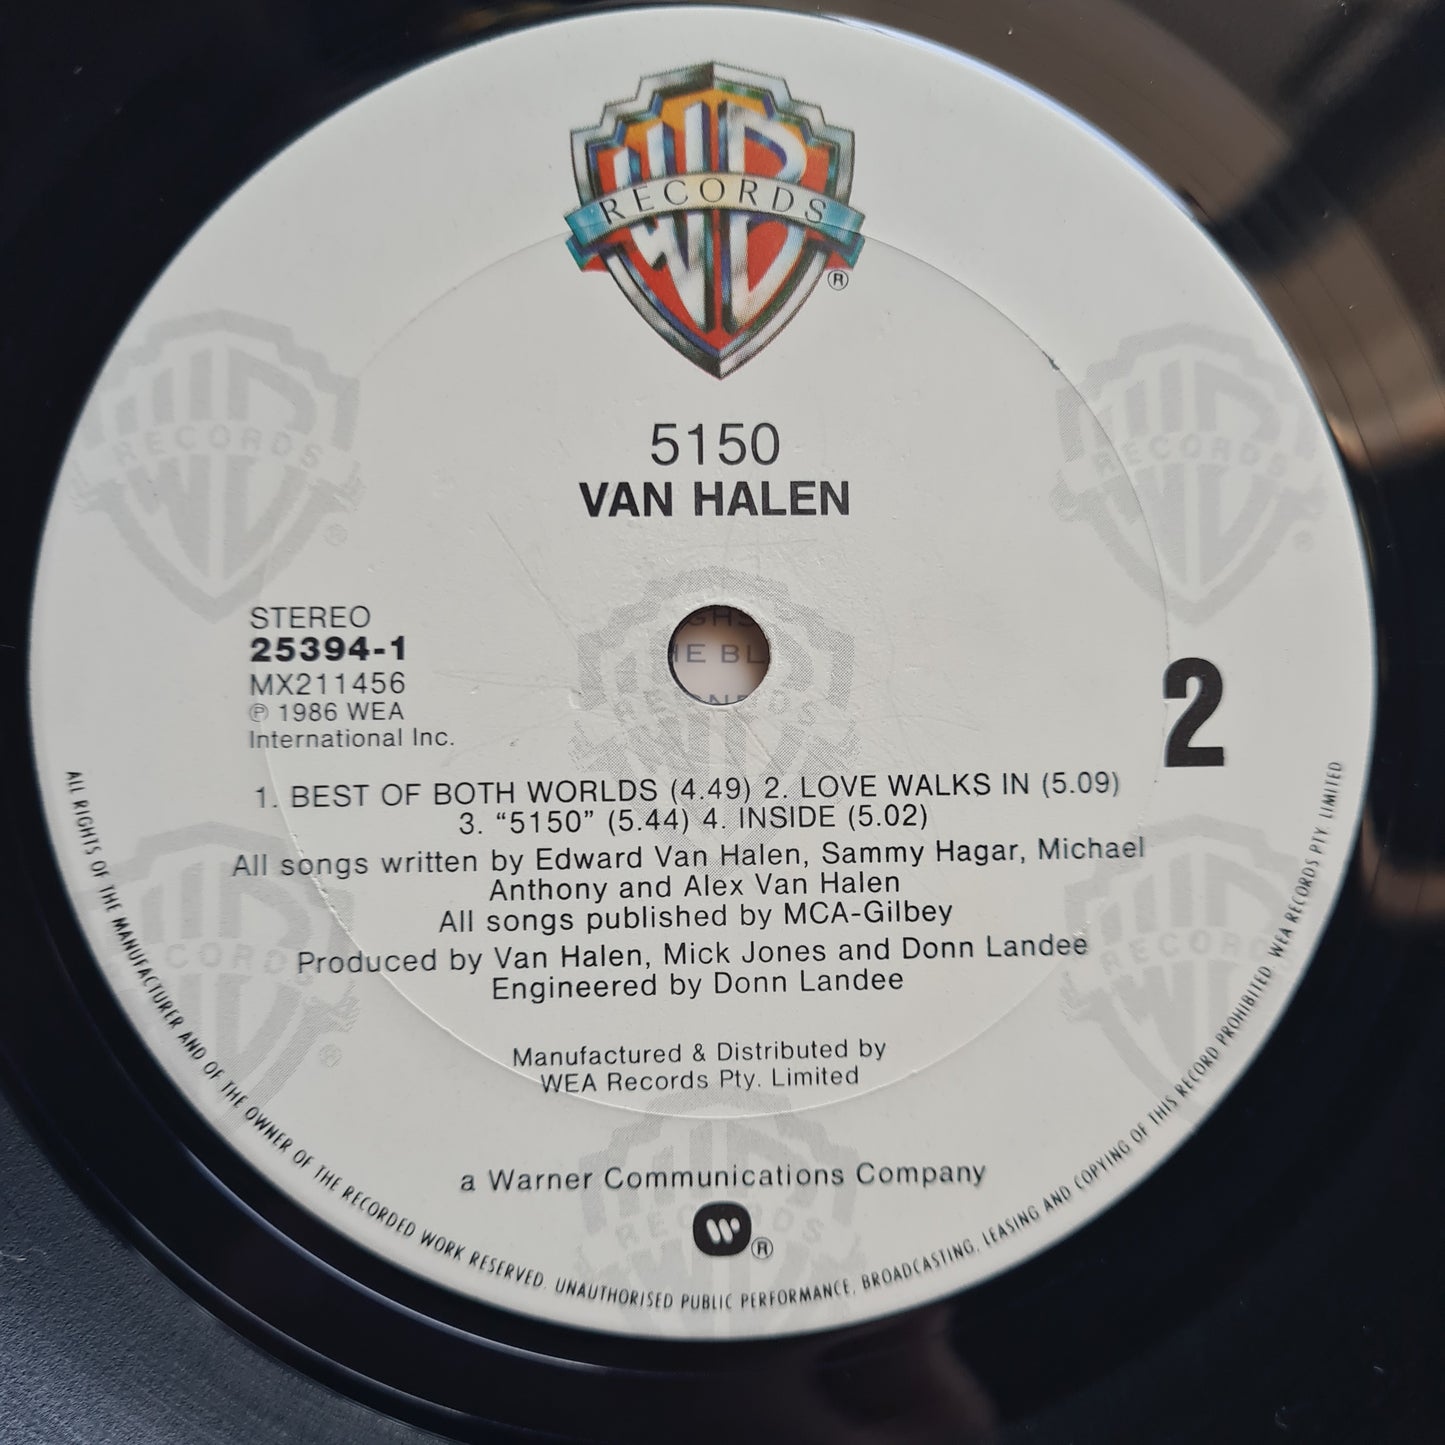 RECORDS
®
5150
VAN HALEN
STEREO
25394-1
MX211456
℗ 1986 WEA
International Inc.
2
1. BEST OF BOTH WORLDS (4.49) 2. LOVE WALKS IN (5.09)
3. “5150” (5.44) 4. INSIDE (5.02)
All songs written by Edward Van Halen, Sammy Hagar, Michael
Anthony and Alex Van Halen
All songs published by MCA-Gilbey
Produced by Van Halen, Mick Jones and Donn Landee
Engineered by Donn Landee
Manufactured & Distributed by
WEA Records Pty. Limited
a Warner Communications Company
®
ALL RIGHTS OF THE MANUFACTURER AND OF THE OWNER OF THE RECORDED WORK RESERVED. UNAUTHORISED PUBLIC PERFORMANCE, BROADCASTING, LEASING AND COPYING OF THIS RECORD PROHIBITED. WEA RECORDS PTY LIMITED